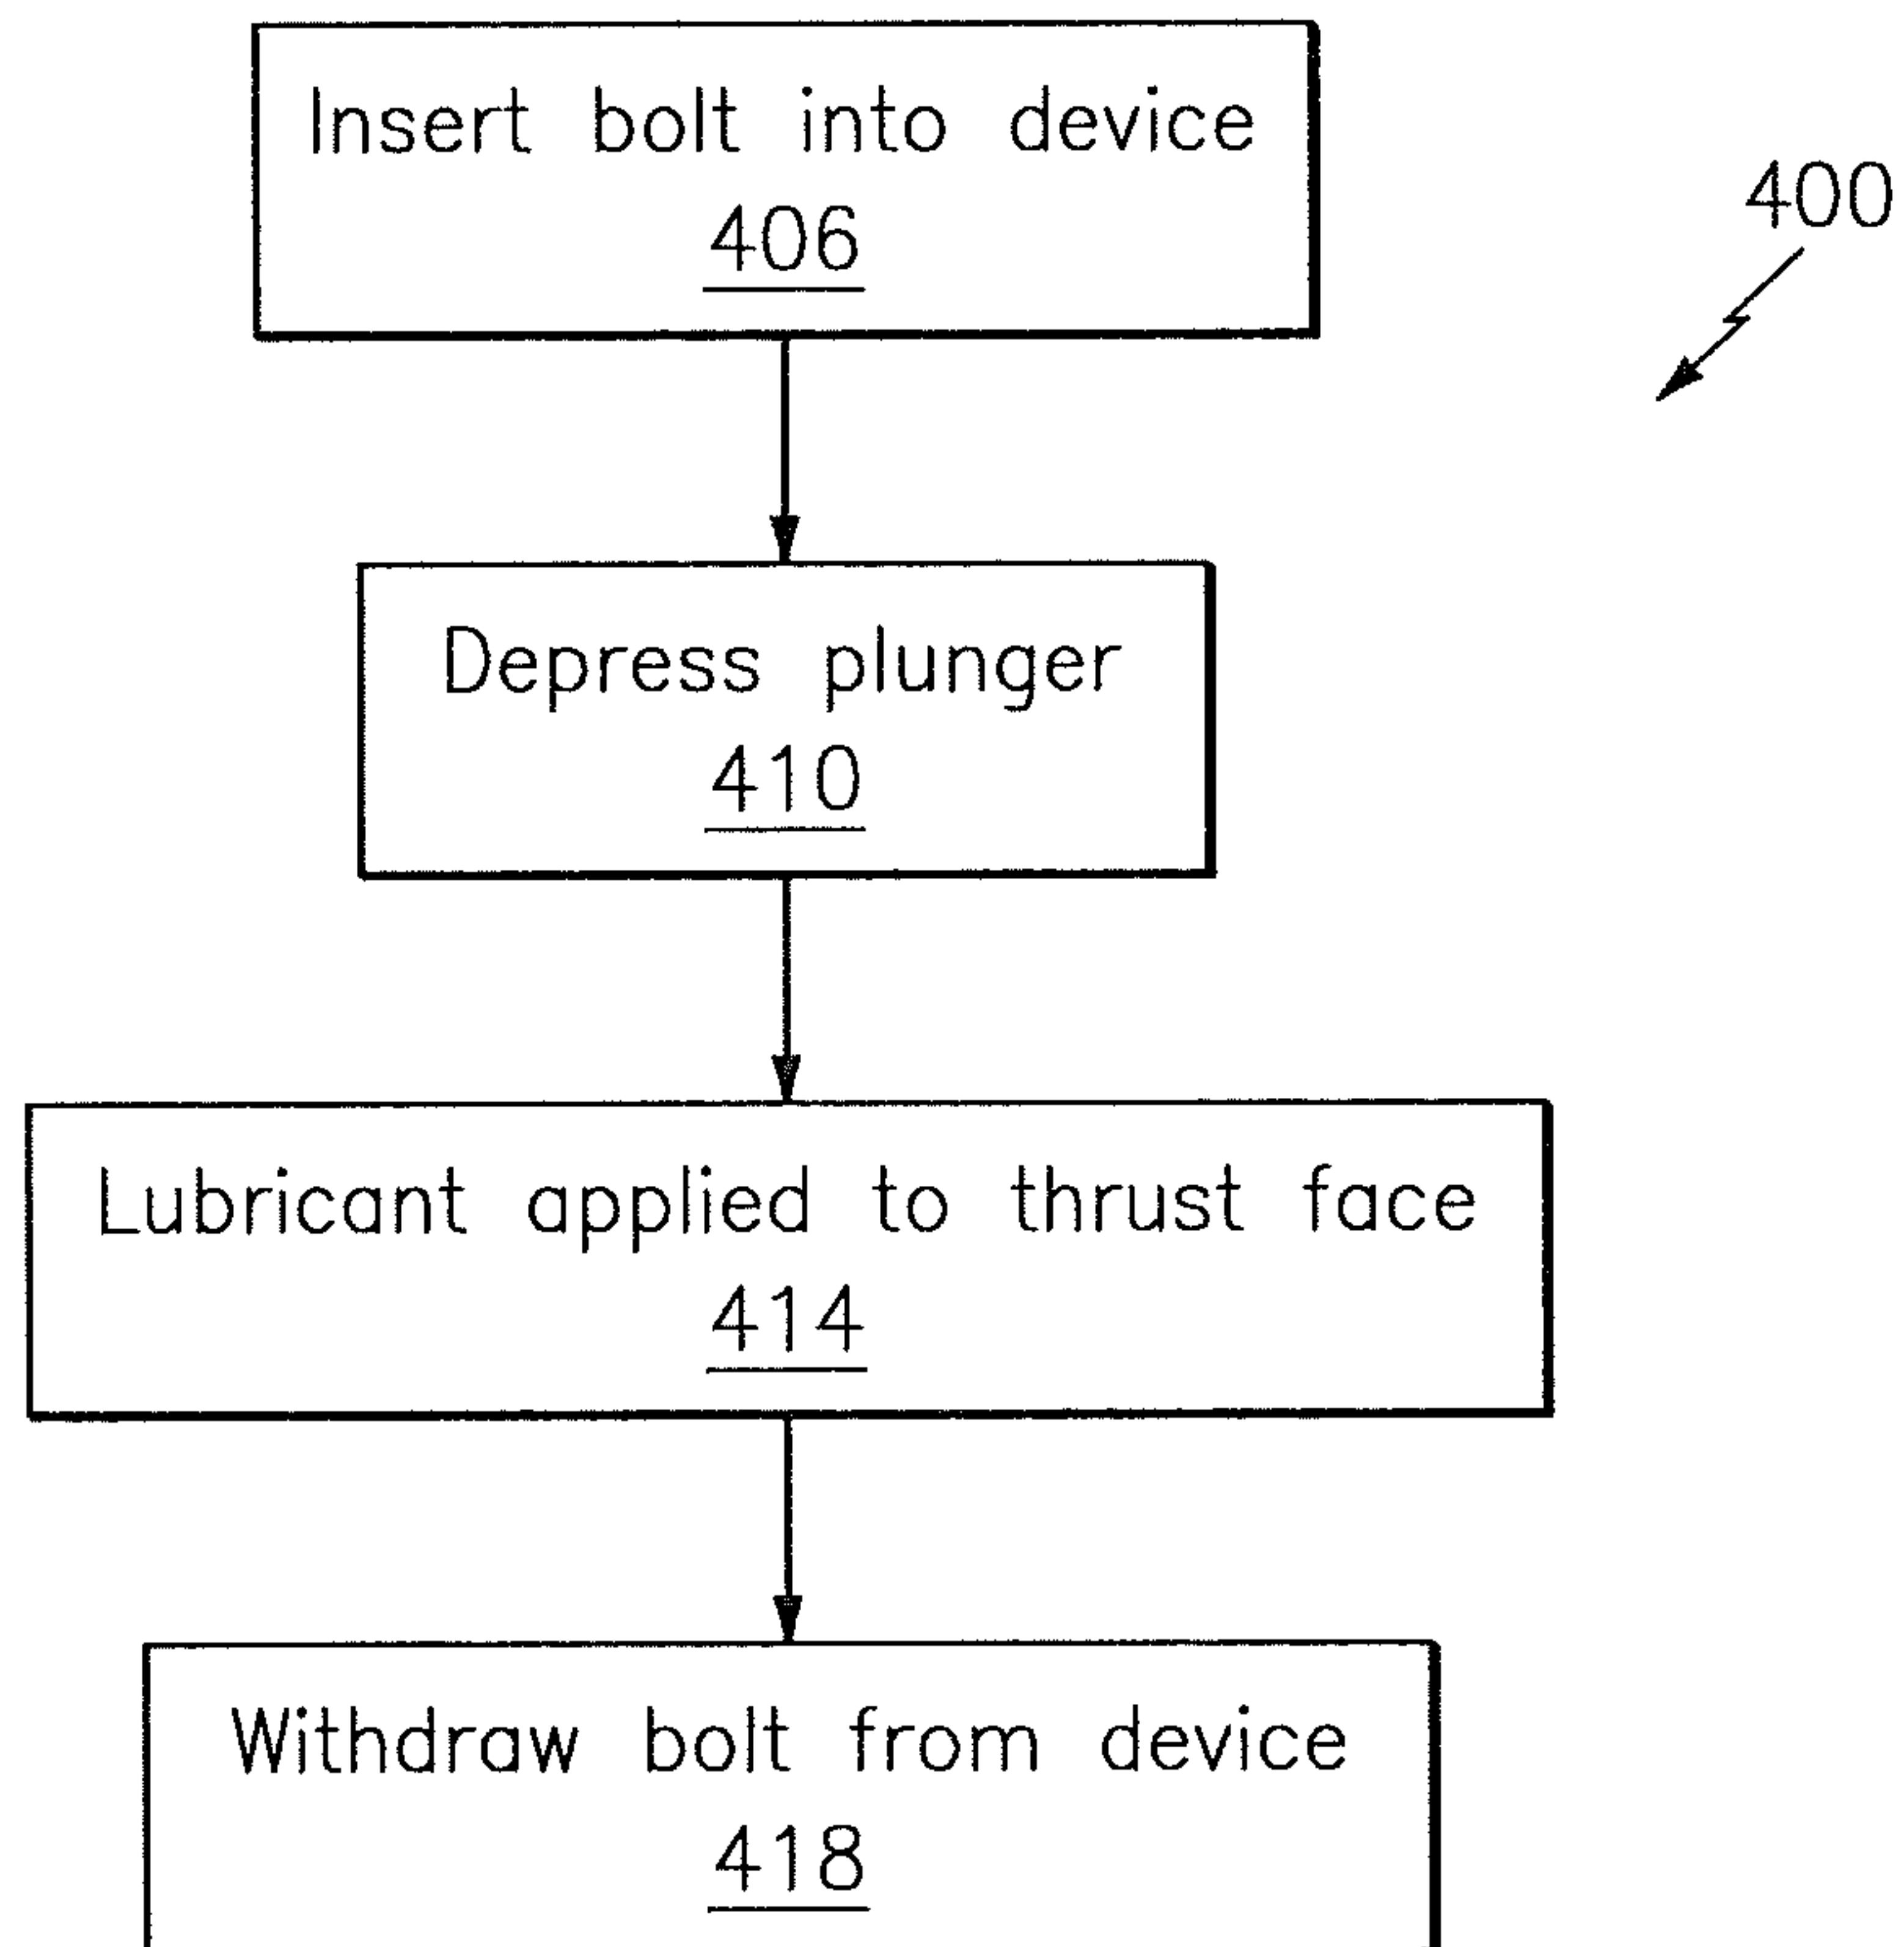 Insert bolt into device
406
400
Depress plunger
410
Lubricant applied to thrust face
414
Withdraw bolt from device
418